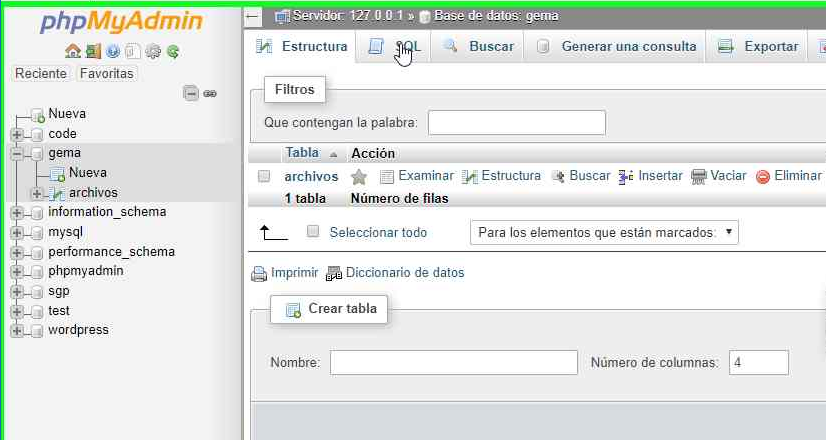 phpMyAdmin
Reciente Favoritas
Nueva
code
gema
Nueva
archivos
information_schema
mysql
performance_schema
phpmyadmin
sgp
test
wordpress
Servidor: 127.0.0.1 » Base de datos: gema
Estructura SQL Buscar Generar una consulta Exportar
Filtros
Que contengan la palabra:
Tabla Acción
archivos Examinar Estructura Buscar Insertar Vaciar Eliminar
1 tabla Número de filas
Seleccionar todo Para los elementos que están marcados:
Imprimir Diccionario de datos
Crear tabla
Nombre: Número de columnas: 4